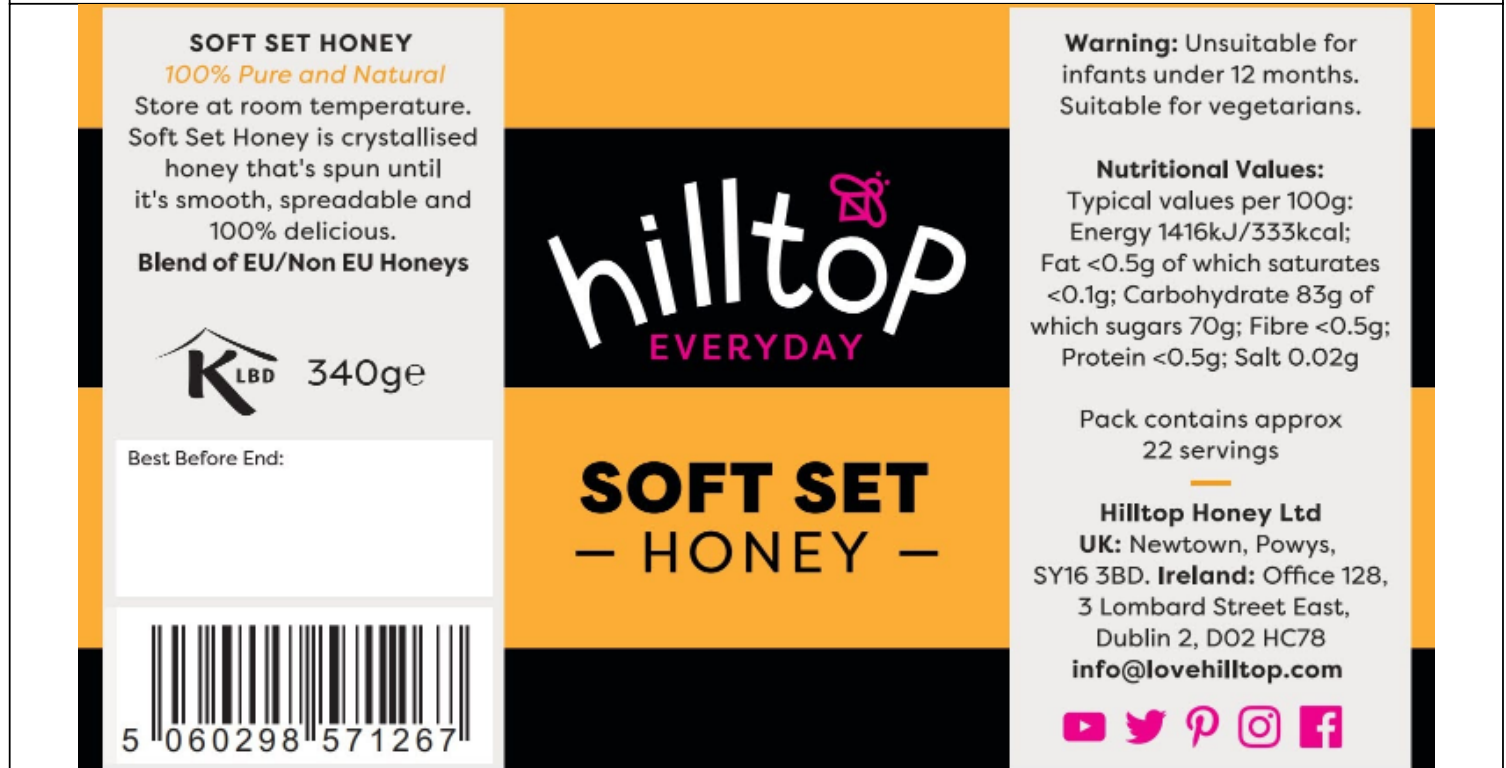 SOFT SET HONEY
100% Pure and Natural
Store at room temperature.
Soft Set Honey is crystallised
honey that's spun until
it's smooth, spreadable and
100% delicious.
Blend of EU/Non EU Honeys
K LBD 340g℮
Best Before End:
5 060298 571267
hilltop
EVERYDAY
SOFT SET
— HONEY —
Warning: Unsuitable for
infants under 12 months.
Suitable for vegetarians.
Nutritional Values:
Typical values per 100g:
Energy 1416kJ/333kcal;
Fat <0.5g of which saturates
<0.1g; Carbohydrate 83g of
which sugars 70g; Fibre <0.5g;
Protein <0.5g; Salt 0.02g
Pack contains approx
22 servings
Hilltop Honey Ltd
UK: Newtown, Powys,
SY16 3BD. Ireland: Office 128,
3 Lombard Street East,
Dublin 2, D02 HC78
info@lovehilltop.com